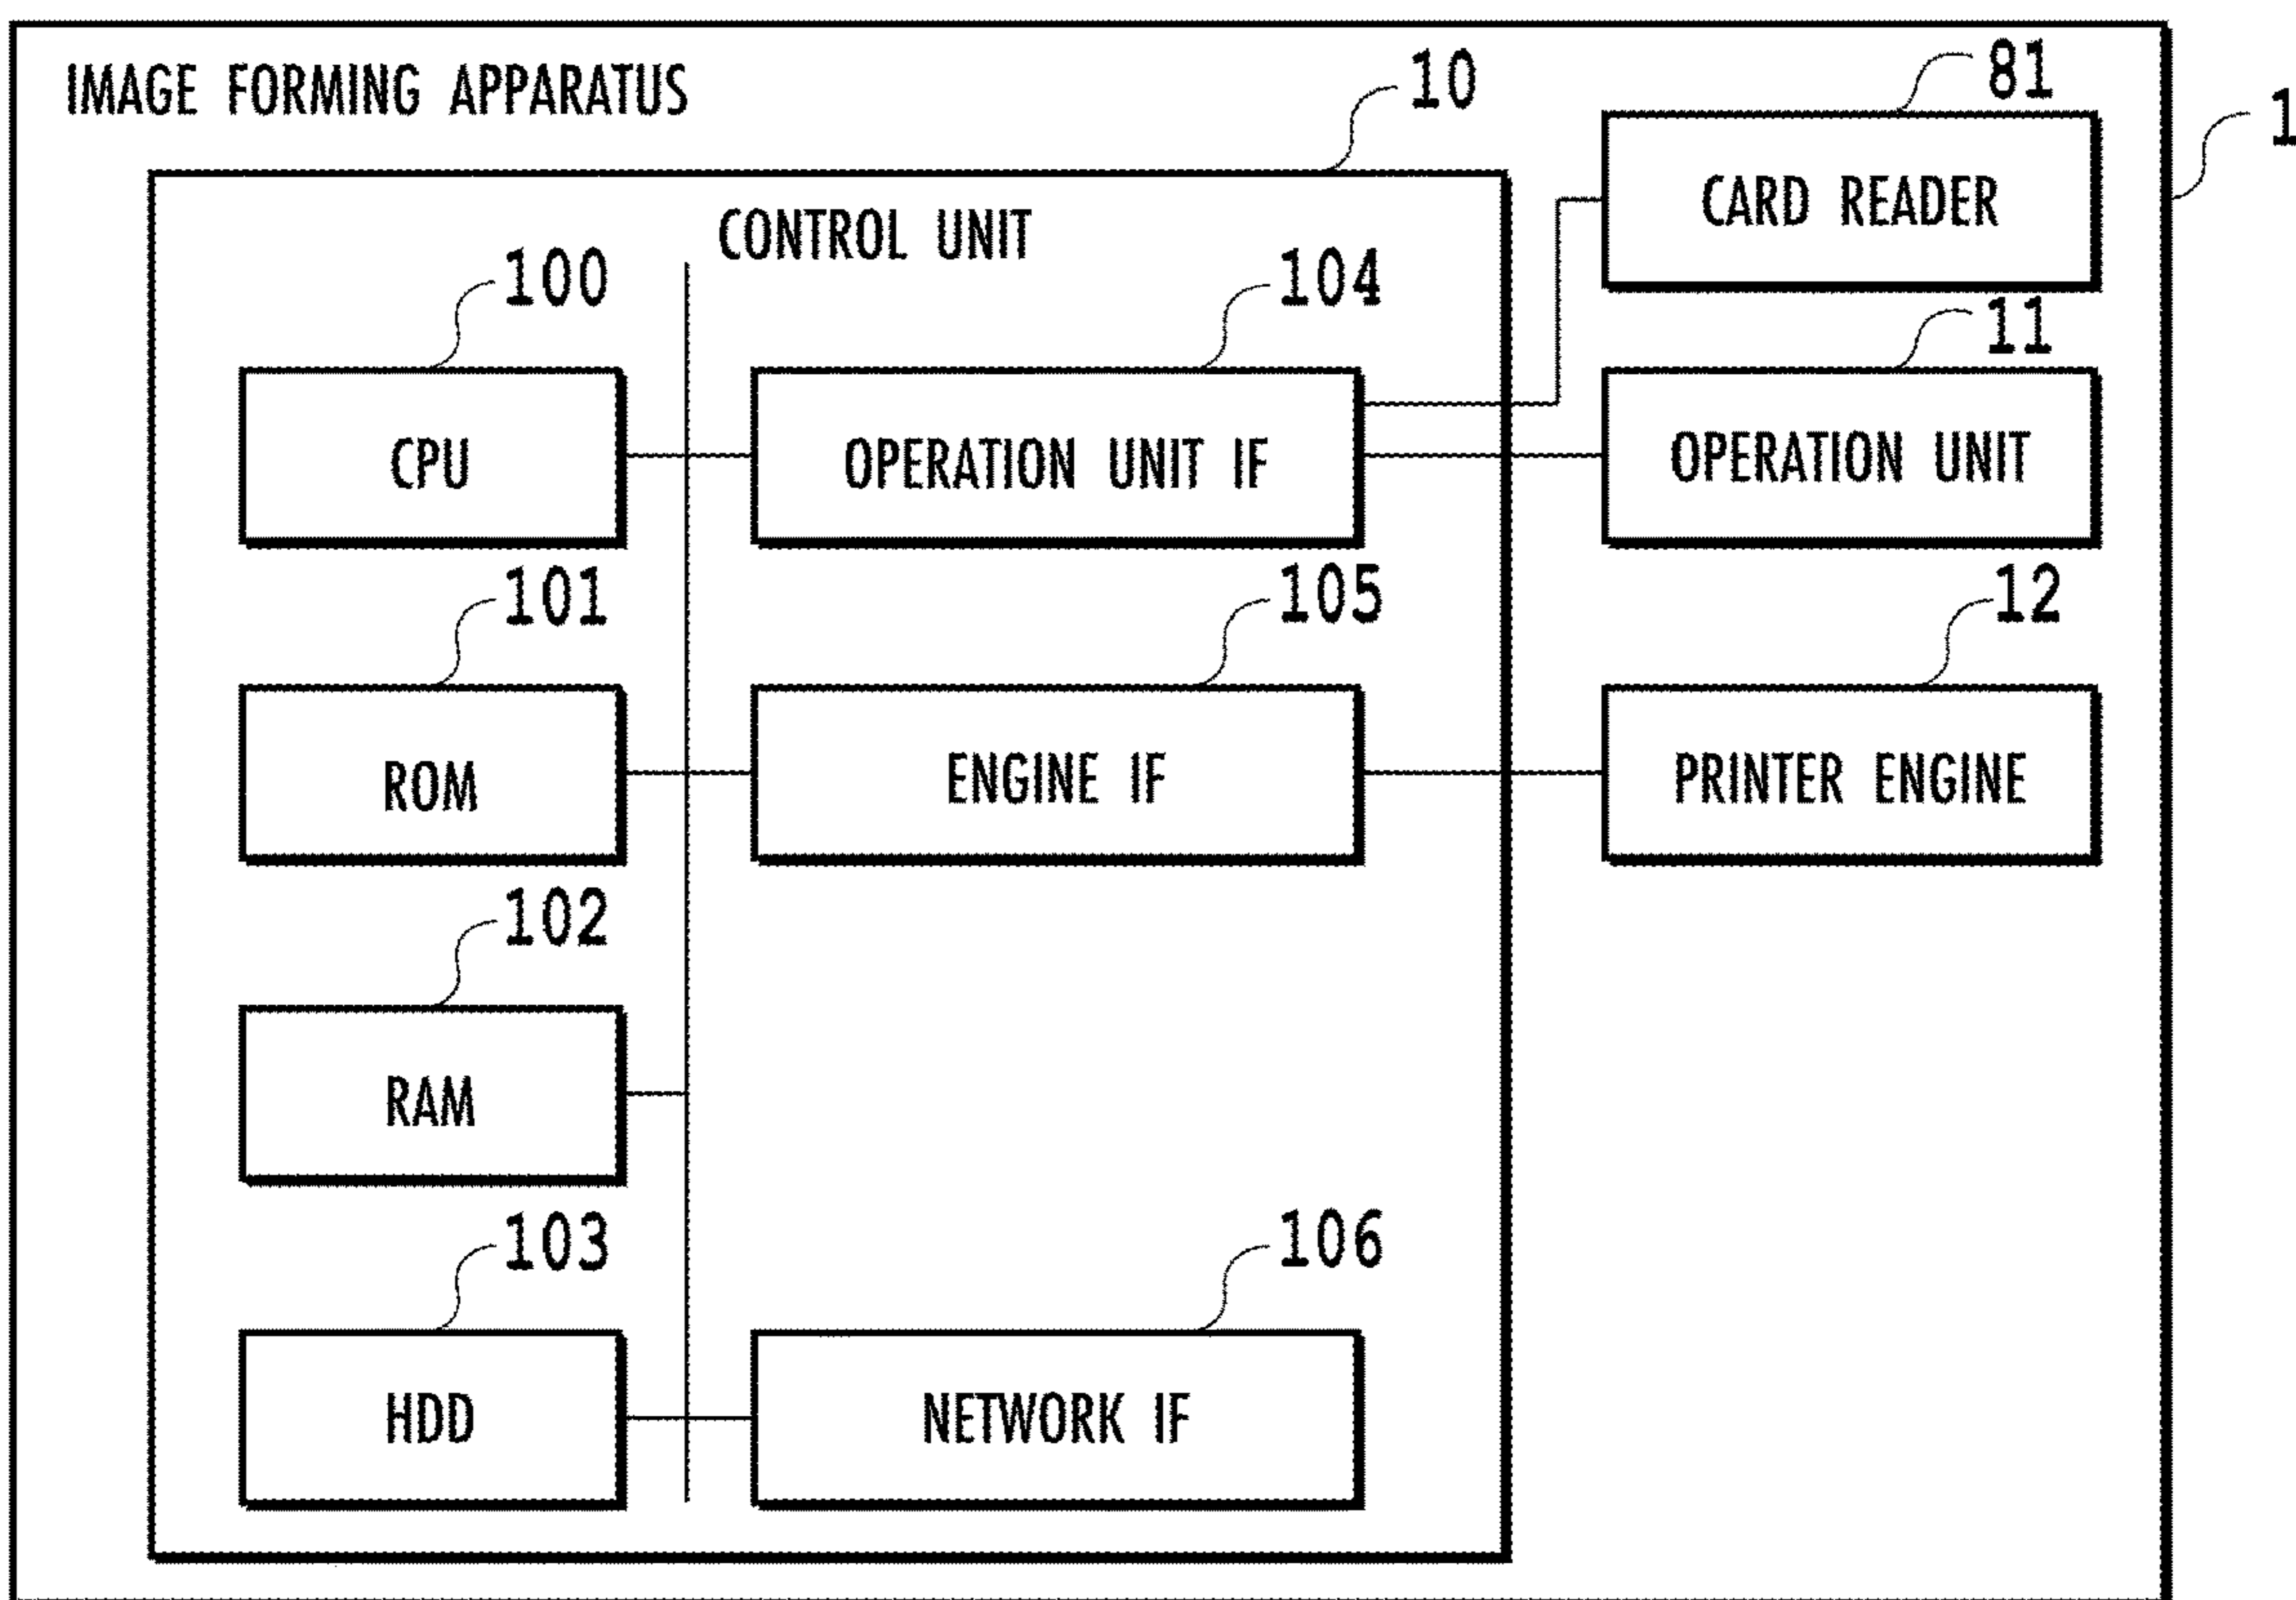 IMAGE FORMING APPARATUS
10
81
1
CARD READER
CONTROL UNIT
100
104
11
CPU
OPERATION UNIT IF
OPERATION UNIT
101
105
12
ROM
ENGINE IF
PRINTER ENGINE
102
RAM
103
106
HDD
NETWORK IF